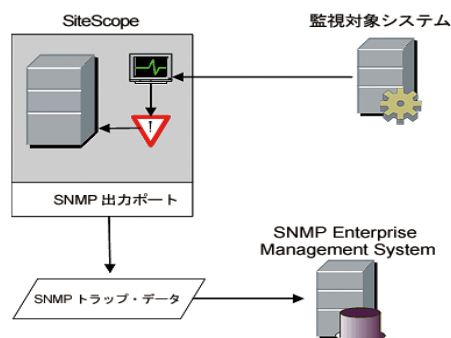 SiteScope
監視対象システム
!
SNMP 出力ポート
SNMP Enterprise
Management System
SNMP トラップ・データ